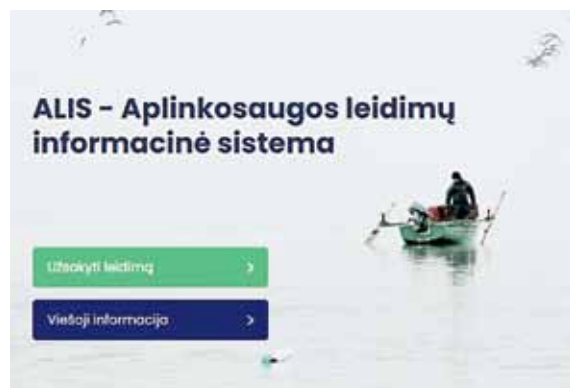 ALIS - Aplinkosaugos leidimų
informacinė sistema
Užsakyti leidimą
Viešoji informacija